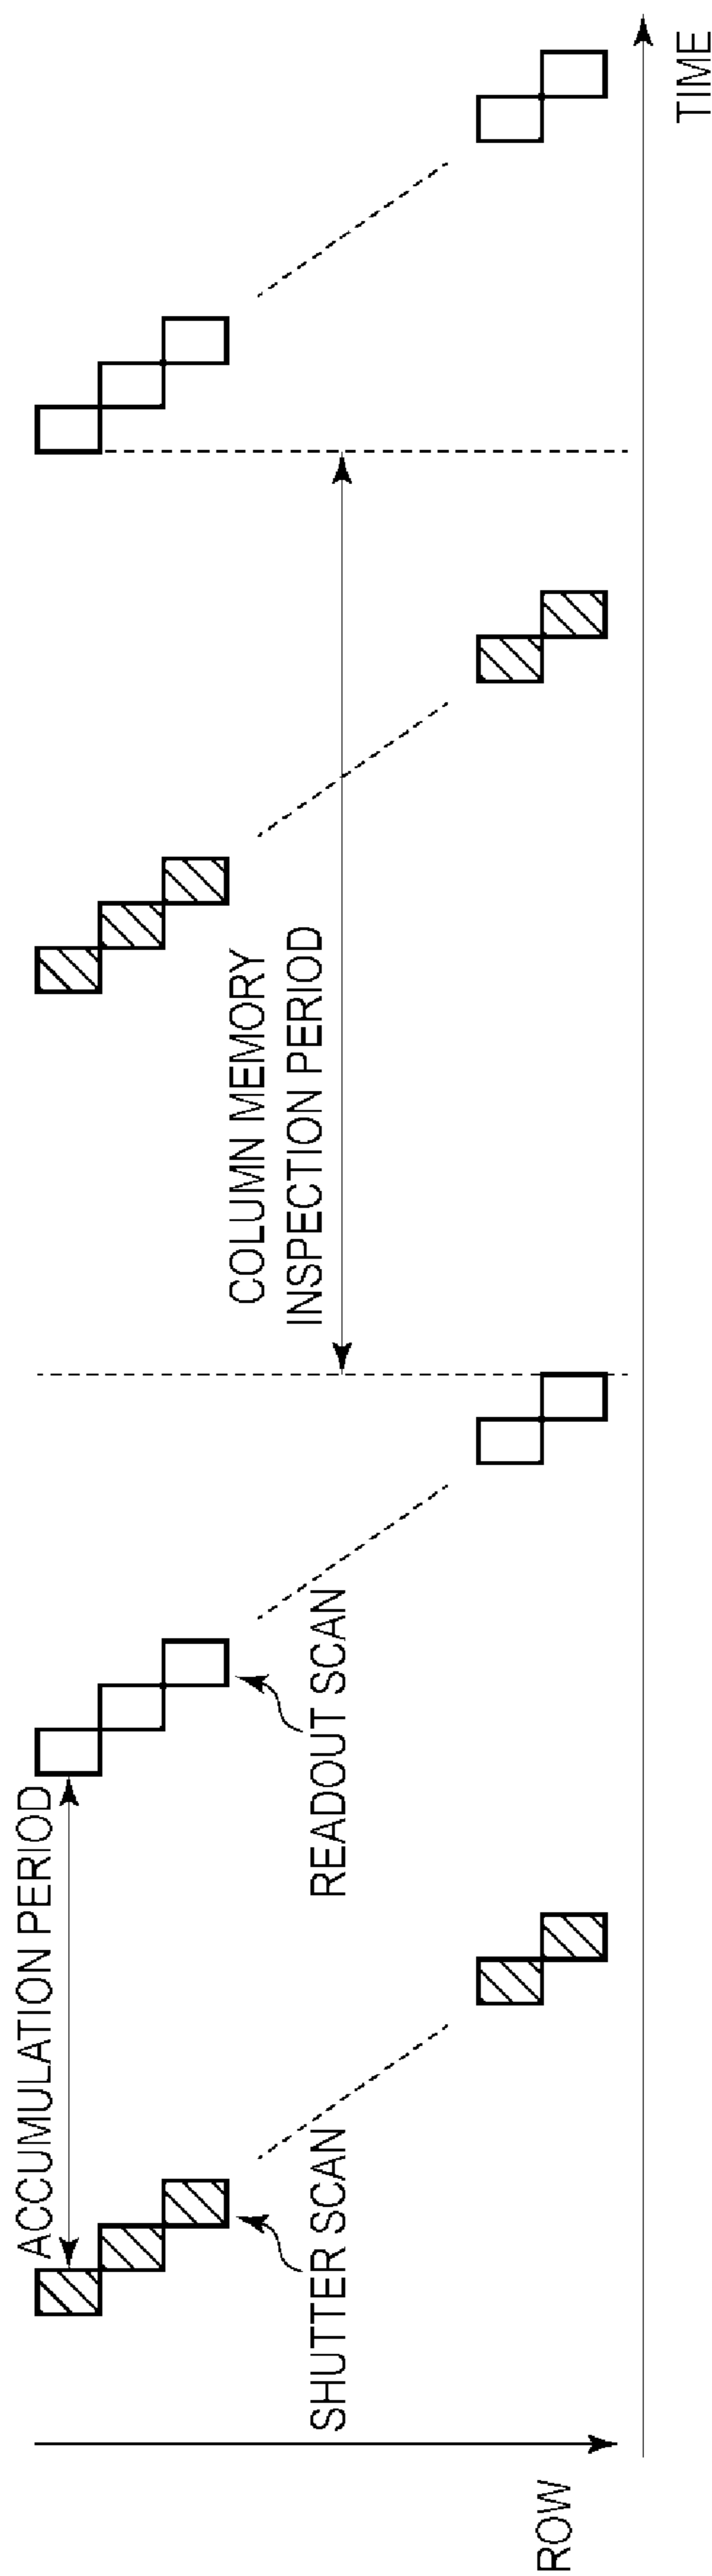 ACCUMULATION PERIOD
COLUMN MEMORY
INSPECTION PERIOD
SHUTTER SCAN
READOUT SCAN
ROW
TIME